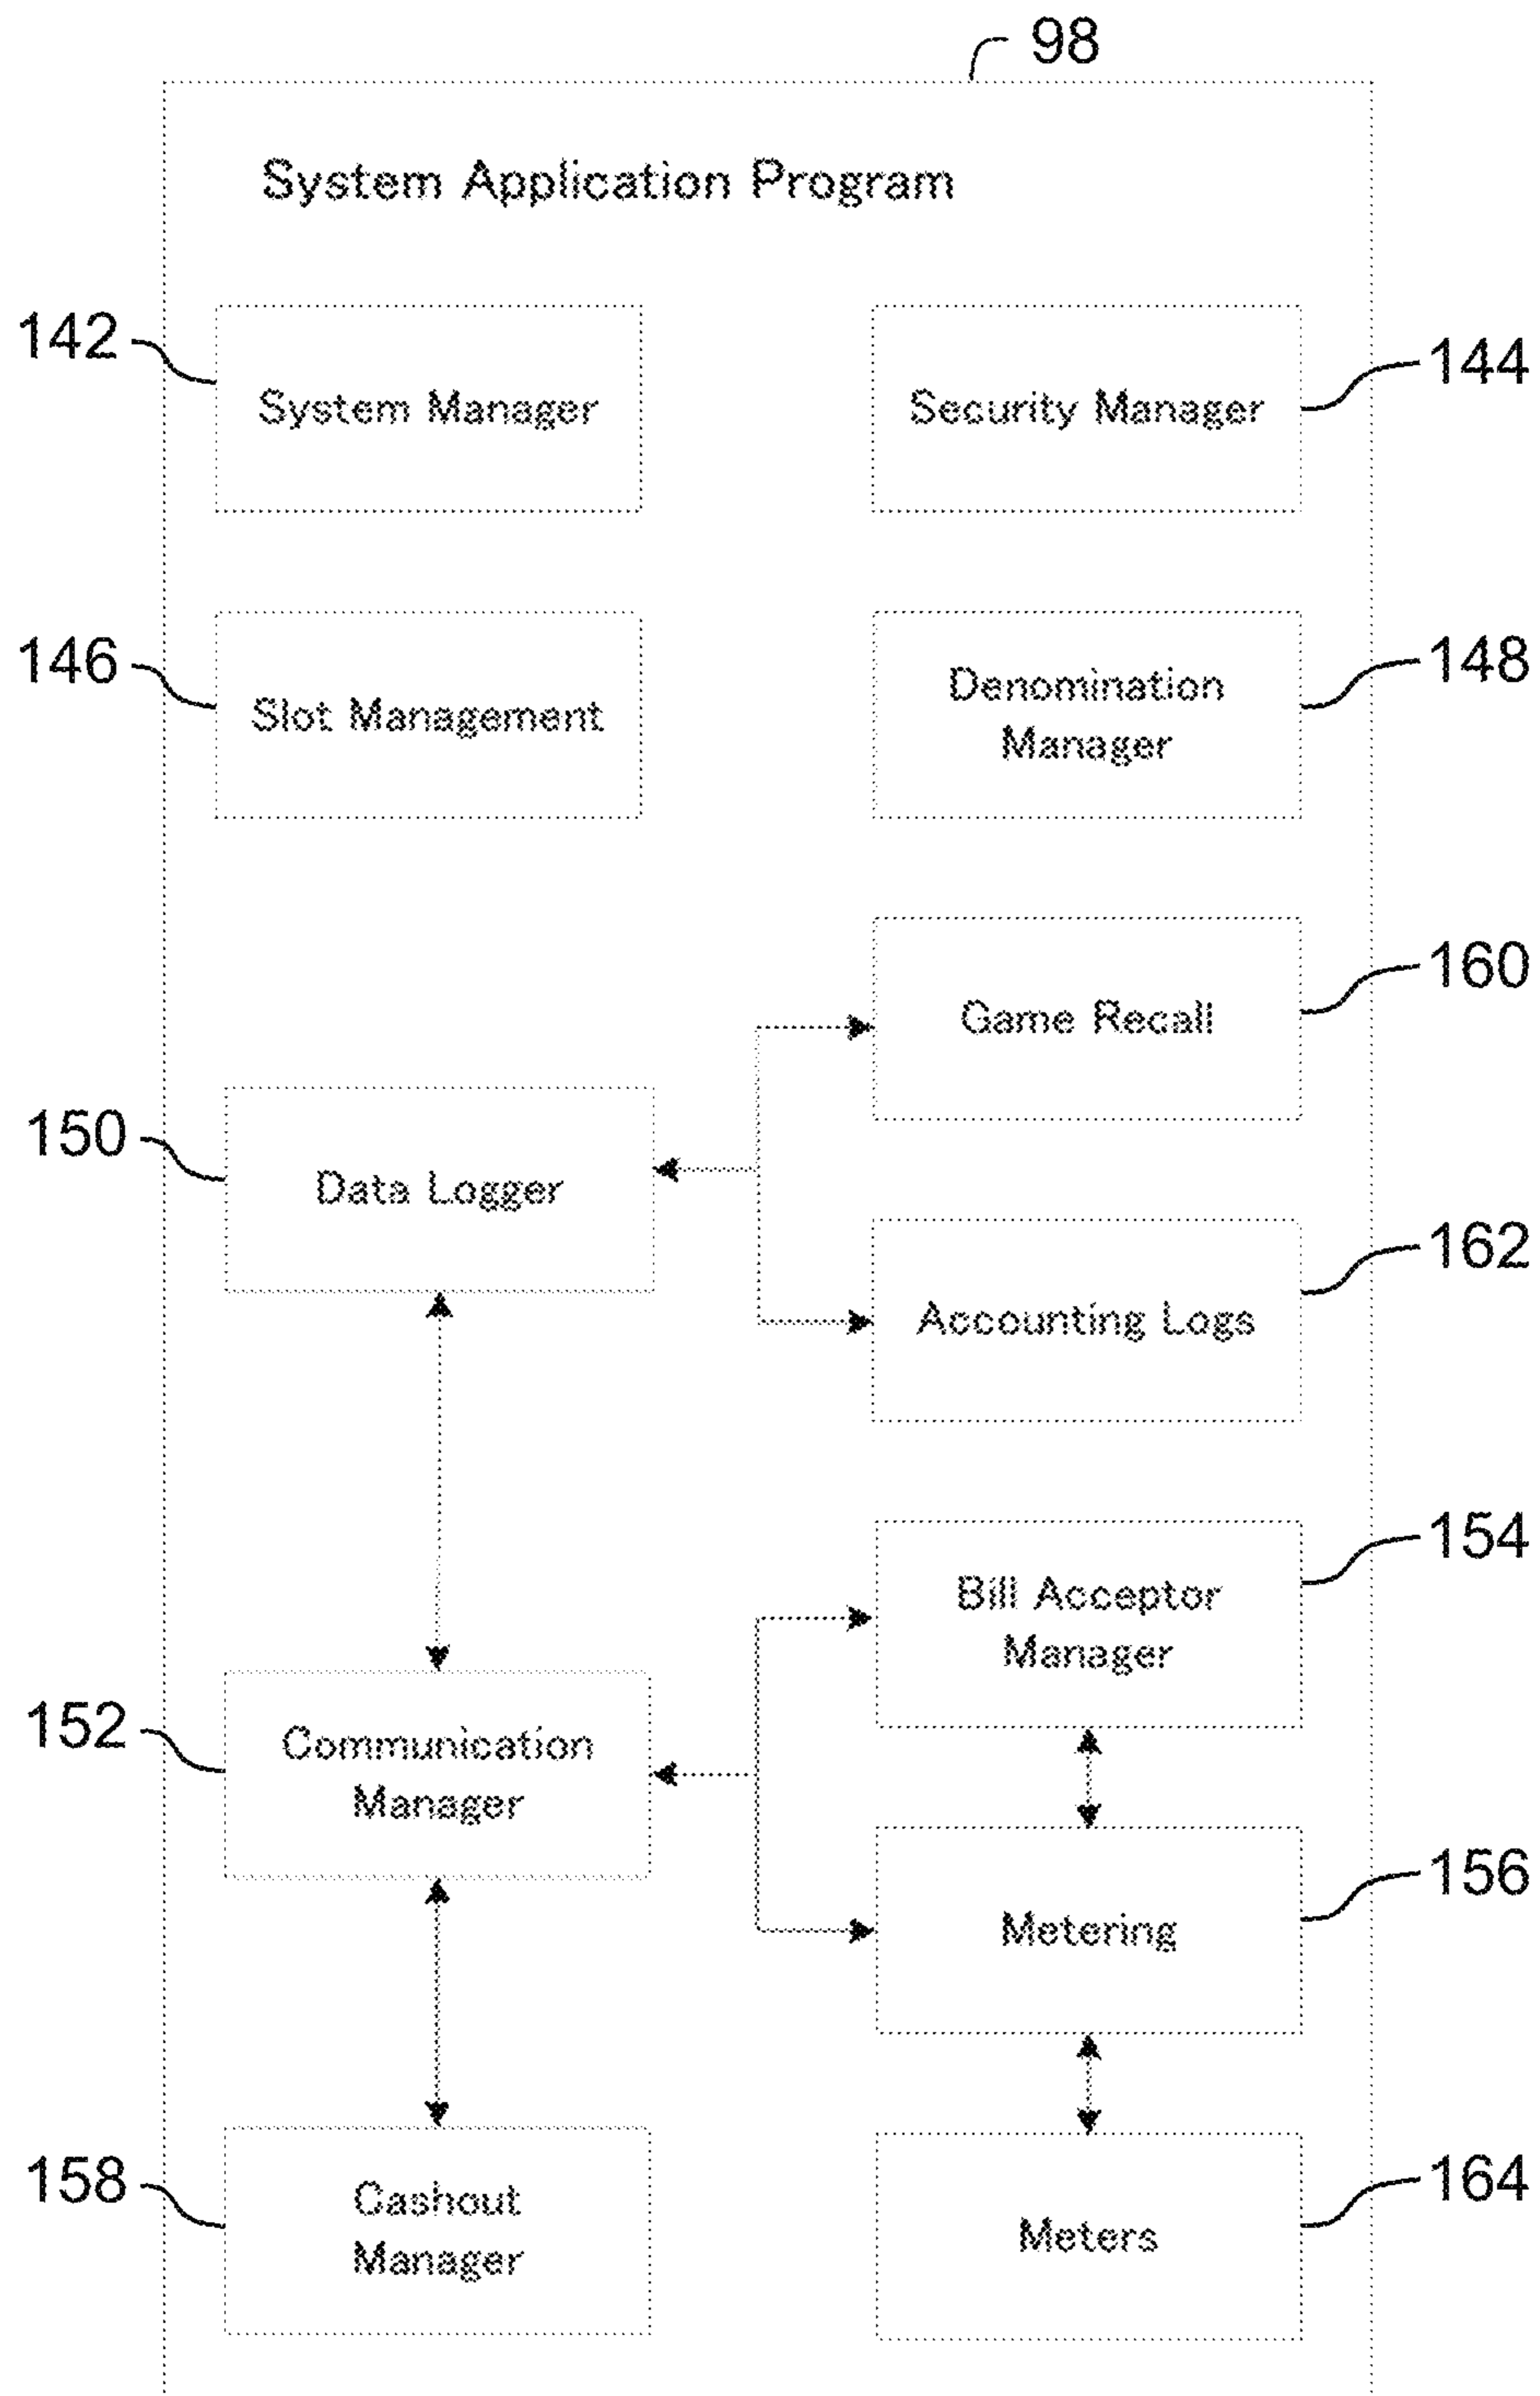 98
System Application Program
142
System Manager
Security Manager
144
146
Slot Management
Denomination
Manager
148
Game Recall
160
150
Data Logger
Accounting Logs
162
Bill Acceptor
Manager
154
152
Communication
Manager
Metering
156
158
Cashout
Manager
Meters
164